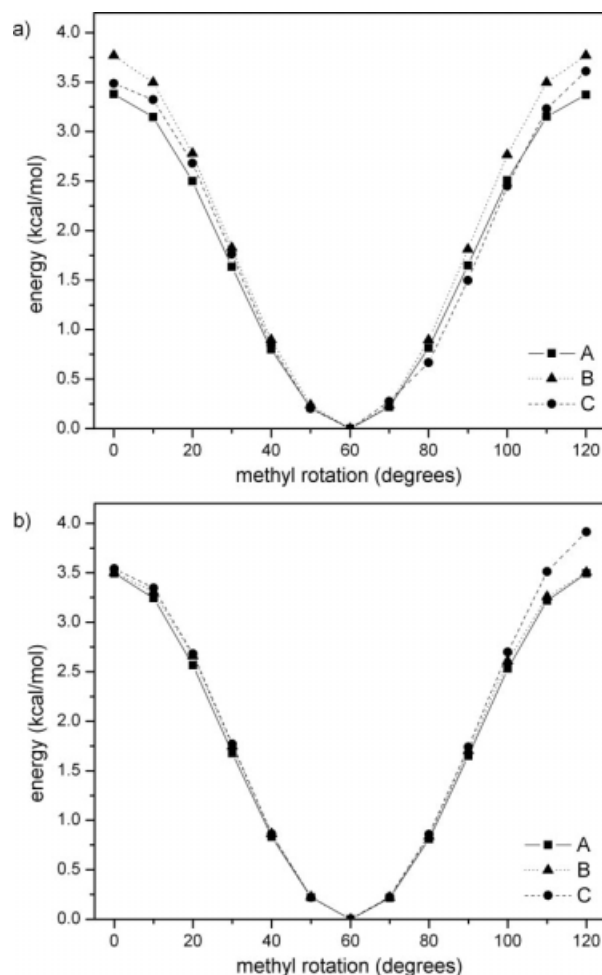 a)
4.0
3.5
3.0
2.5
2.0
1.5
1.0
0.5
0.0
energy (kcal/mol)
A
B
C
0 20 40 60 80 100 120
methyl rotation (degrees)
b)
4.0
3.5
3.0
2.5
2.0
1.5
1.0
0.5
0.0
energy (kcal/mol)
A
B
C
0 20 40 60 80 100 120
methyl rotation (degrees)